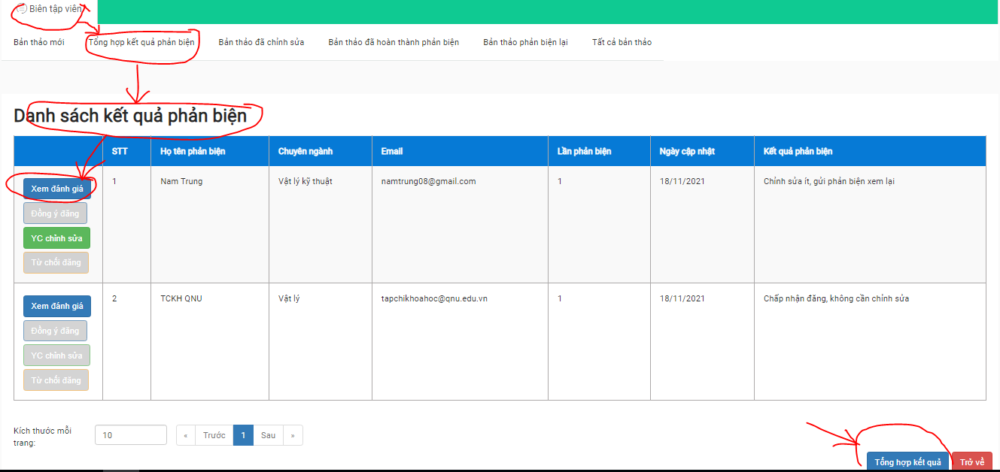 Biên tập viên
Bản thảo mới Tổng hợp kết quả phản biện Bản thảo đã chỉnh sửa Bản thảo đã hoàn thành phản biện Bản thảo phản biện lại Tất cả bản thảo
Danh sách kết quả phản biện
STT Họ tên phản biện Chuyên ngành Email Lần phản biện Ngày cập nhật Kết quả phản biện
Xem đánh giá 1 Nam Trung Vật lý kỹ thuật namtrung08@gmail.com 1 18/11/2021 Chỉnh sửa ít, gửi phản biện xem lại
Đồng ý đăng
YC chỉnh sửa
Từ chối đăng
Xem đánh giá 2 TCKH QNU Vật lý tapchikhoahoc@qnu.edu.vn 1 18/11/2021 Chấp nhận đăng, không cần chỉnh sửa
Đồng ý đăng
YC chỉnh sửa
Từ chối đăng
Kích thước mỗi
trang: 10 « Trước 1 Sau »
Tổng hợp kết quả Trở về